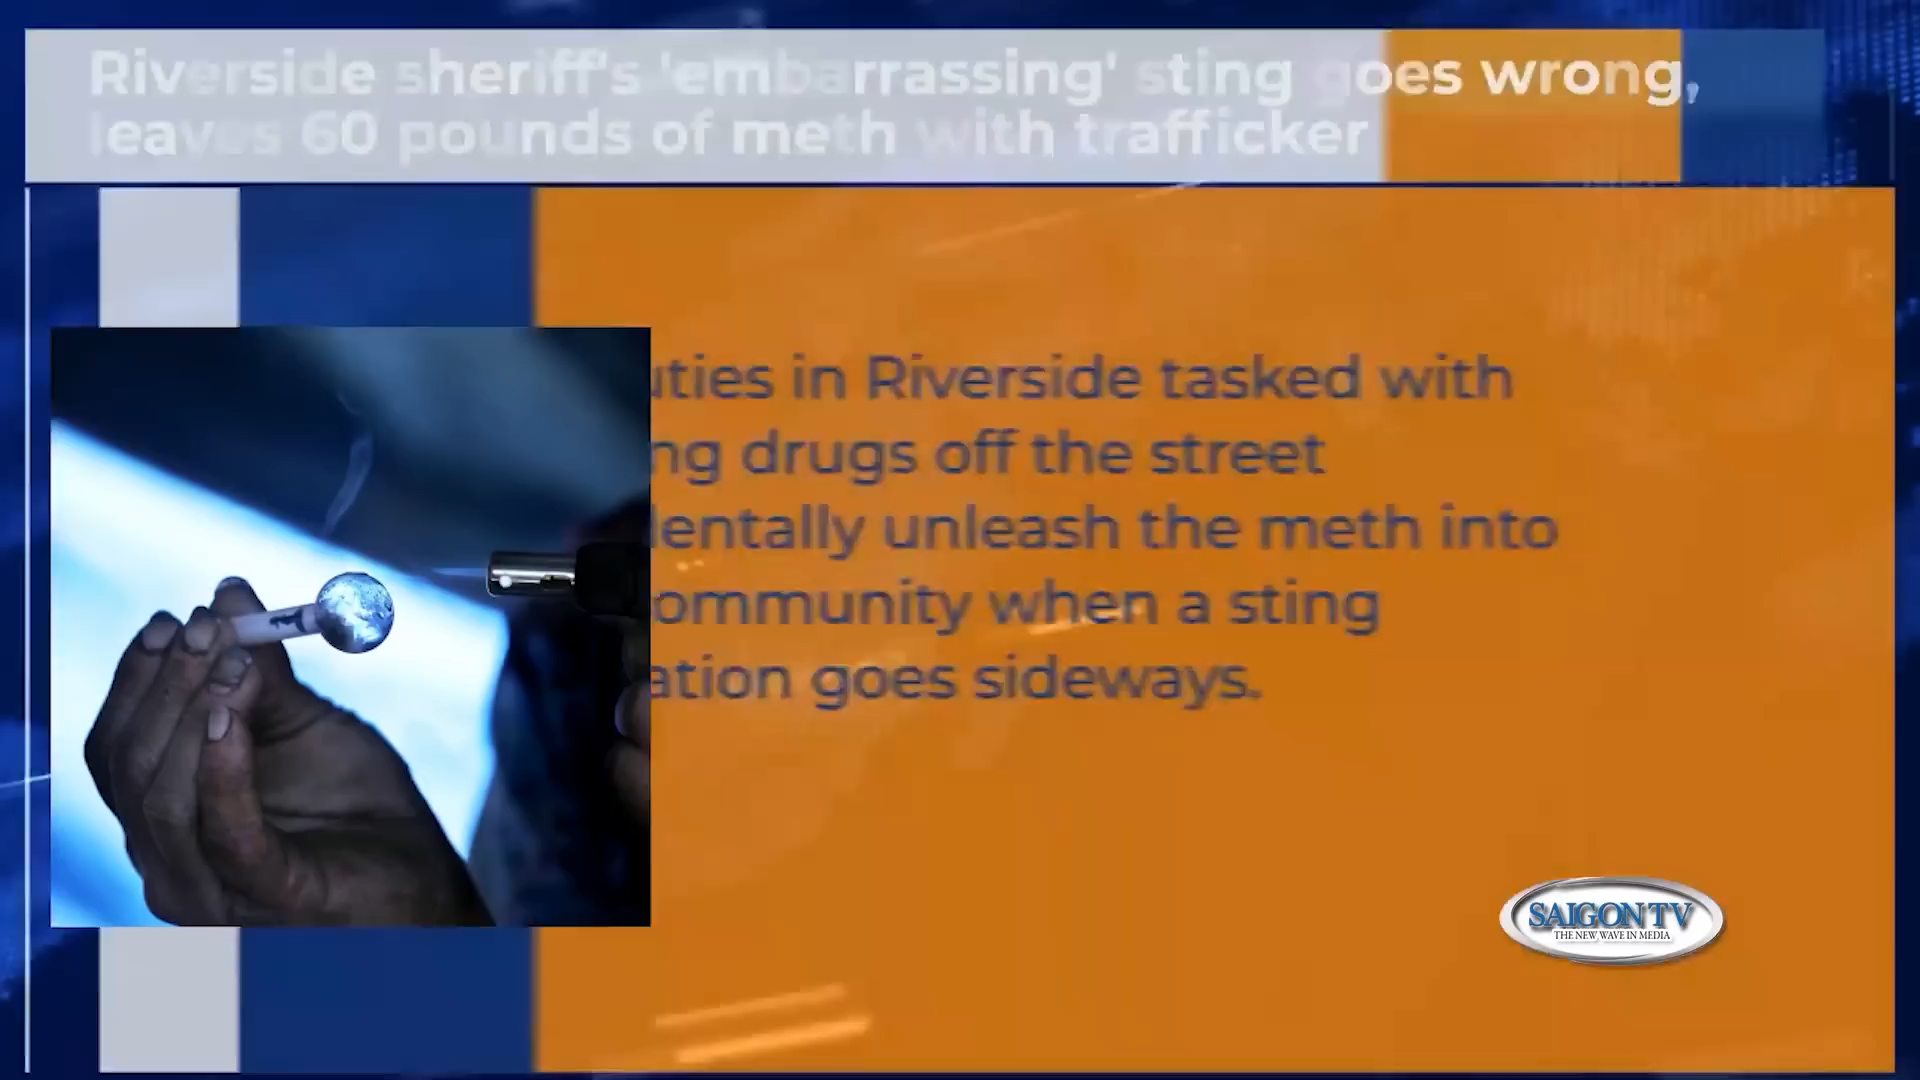 Riverside sheriff's 'embarrassing' sting goes wrong,
leaves 60 pounds of meth with trafficker
uties in Riverside tasked with
ng drugs off the street
dentally unleash the meth into
ommunity when a sting
ation goes sideways.
SAIGON TV
THE NEW WAVE IN MEDIA